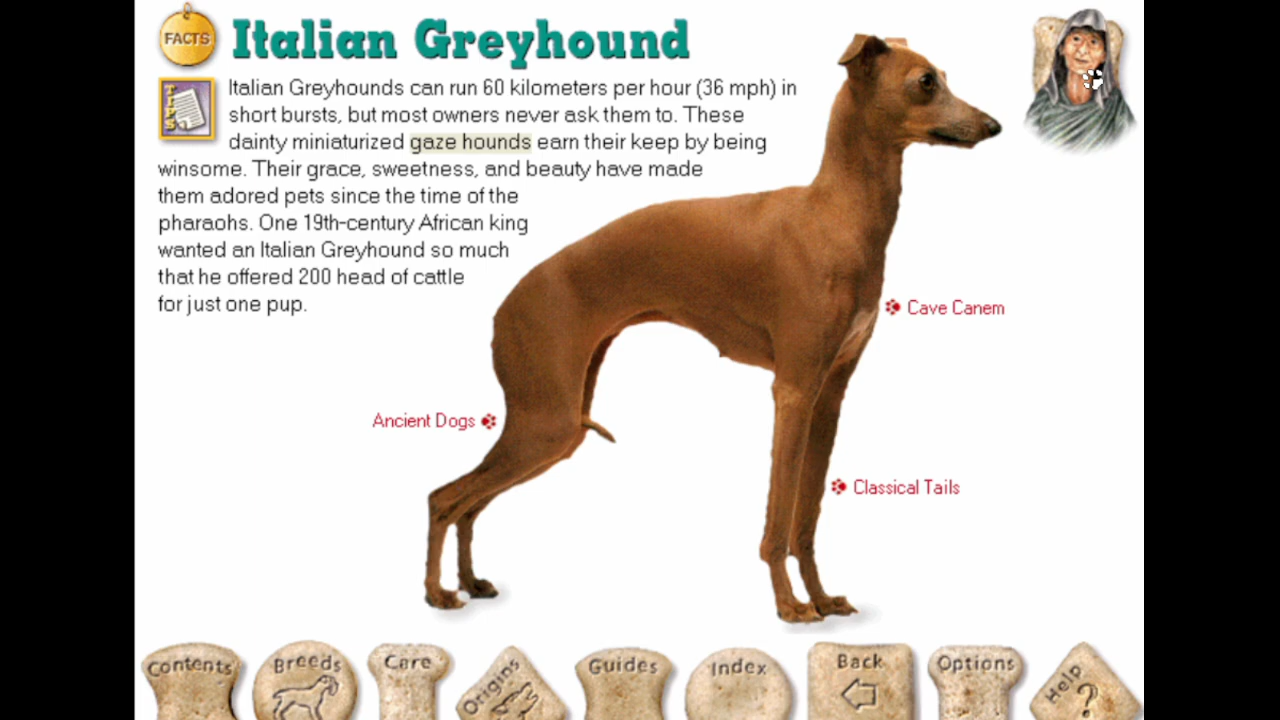 FACTS
Italian Greyhound
TIPS
Italian Greyhounds can run 60 kilometers per hour (36 mph) in
short bursts, but most owners never ask them to. These
dainty miniaturized gaze hounds earn their keep by being
winsome. Their grace, sweetness, and beauty have made
them adored pets since the time of the
pharaohs. One 19th-century African king
wanted an Italian Greyhound so much
that he offered 200 head of cattle
for just one pup.
Cave Canem
Ancient Dogs
Classical Tails
Contents
Breeds
Care
Origins
Guides
Index
Back
Options
Help
?